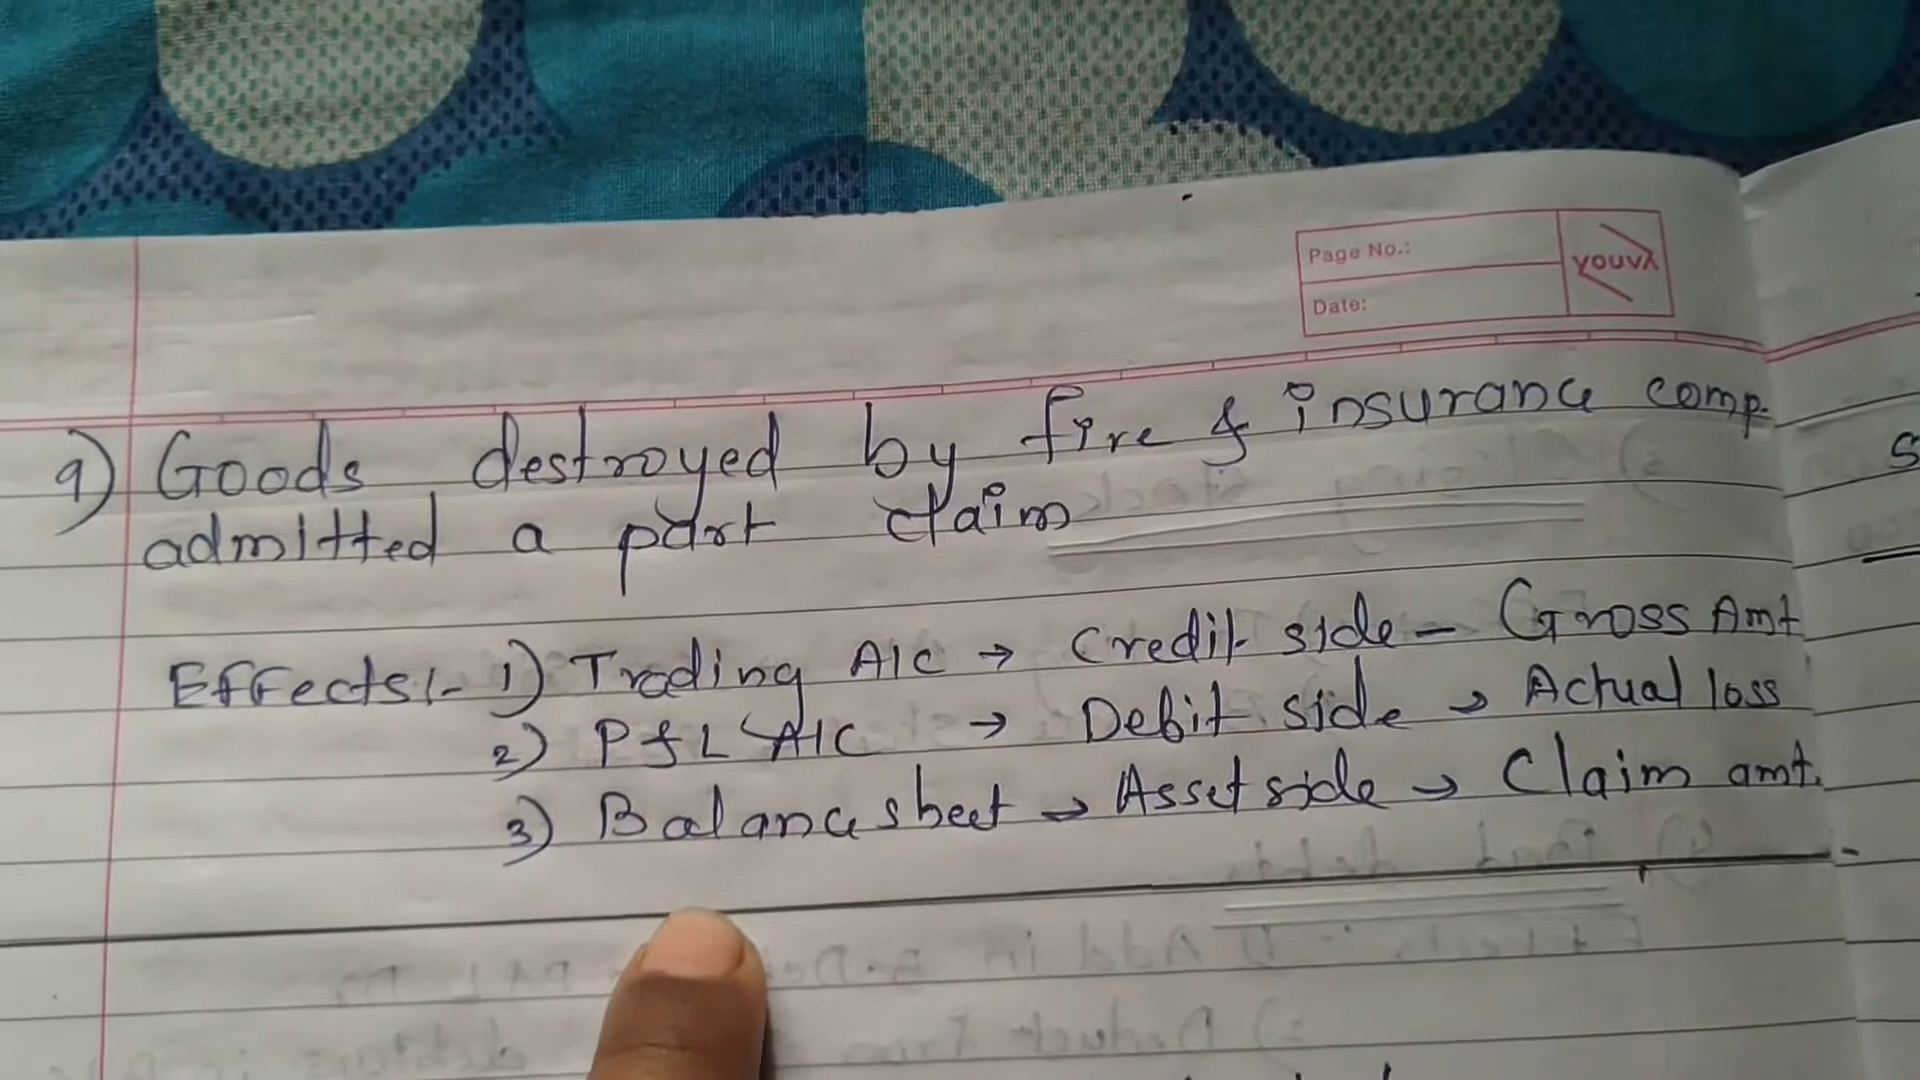 Page No.:
Date:
YOUVA
9) Goods destroyed by fire & insurance comp.
admitted a part claim
Effects:- 1) Trading A/C → Credit side - Gross Amt
2) P & L A/C → Debit side → Actual loss
3) Balance sheet → Asset side → Claim amt.